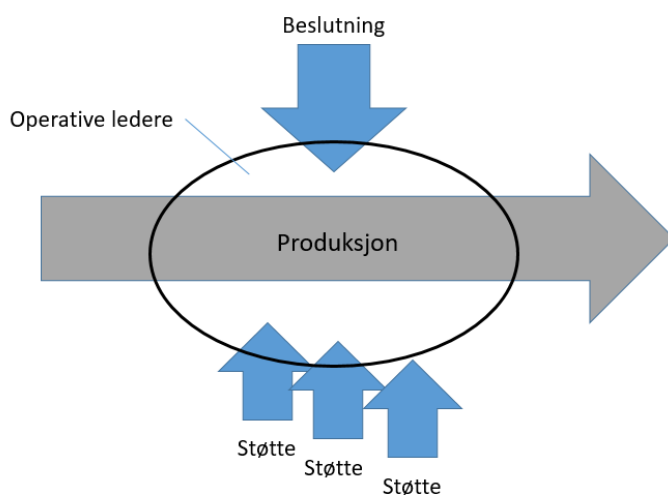 Beslutning
Operative ledere
Produksjon
Støtte
Støtte
Støtte